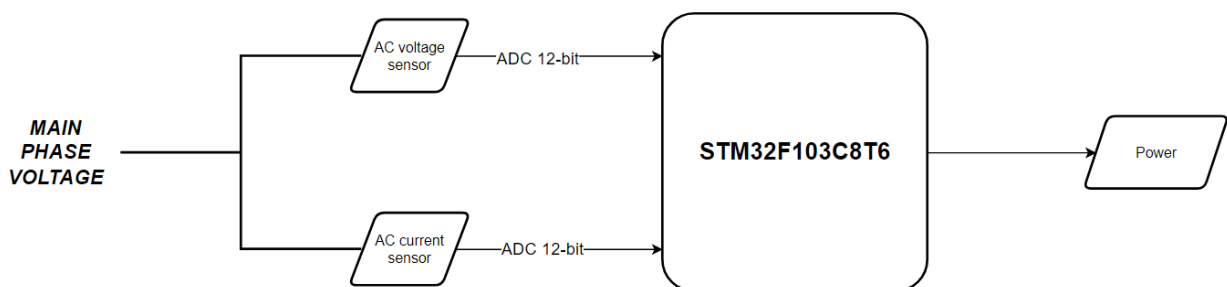 MAIN
PHASE
VOLTAGE
AC voltage
sensor
ADC 12-bit
AC current
sensor
ADC 12-bit
STM32F103C8T6
Power